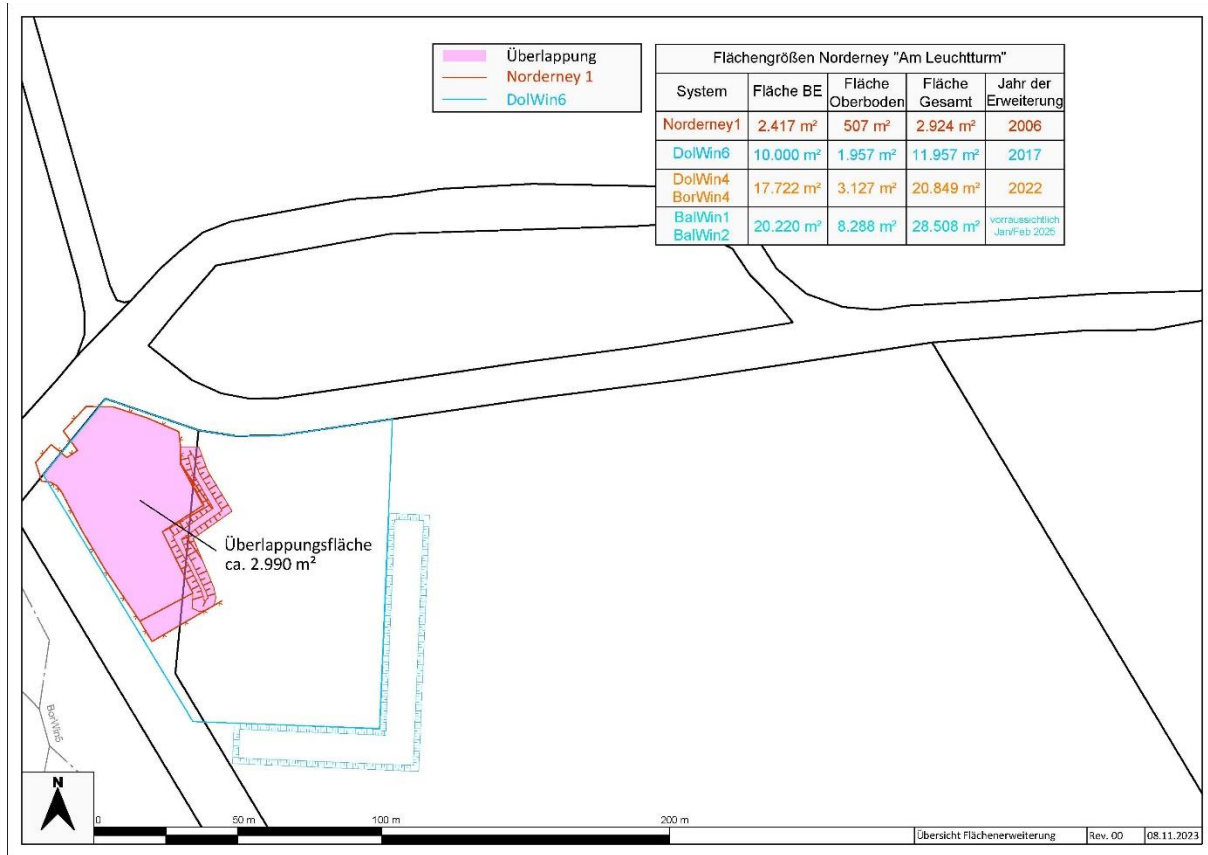 Überlappung
Norderney 1
DolWin6
Flächengrößen Norderney "Am Leuchtturm"
System Fläche BE Fläche Oberboden Fläche Gesamt Jahr der Erweiterung
Norderney1 2.417 m² 507 m² 2.924 m² 2006
DolWin6 10.000 m² 1.957 m² 11.957 m² 2017
DolWin4 BorWin4 17.722 m² 3.127 m² 20.849 m² 2022
BalWin1 BalWin2 20.220 m² 8.288 m² 28.508 m² vorraussichtlich Jan/Feb 2025
Überlappungsfläche
ca. 2.990 m²
N
0 50 m 100 m 200 m
Übersicht Flächenerweiterung Rev. 00 08.11.2023